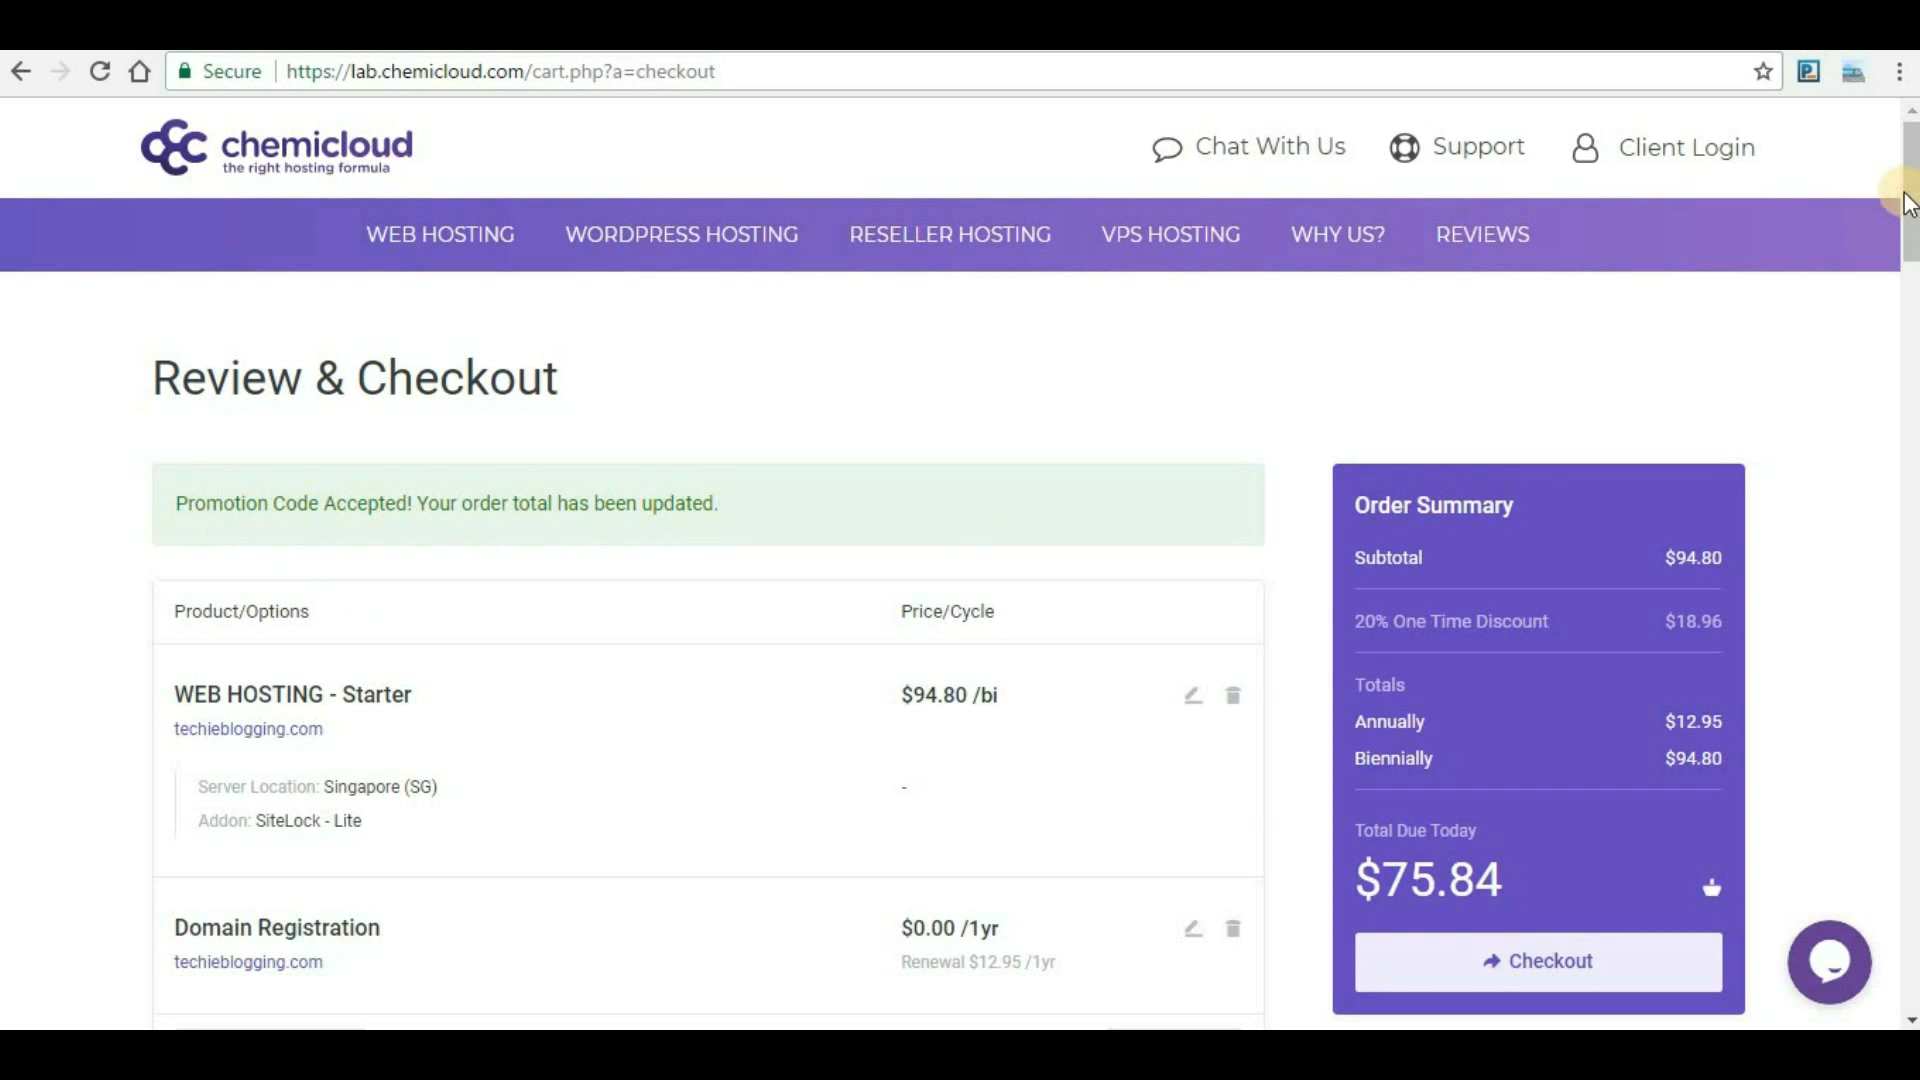 Secure https://lab.chemicloud.com/cart.php?a=checkout
chemicloud
the right hosting formula
Chat With Us
Support
Client Login
WEB HOSTING
WORDPRESS HOSTING
RESELLER HOSTING
VPS HOSTING
WHY US?
REVIEWS
Review & Checkout
Promotion Code Accepted! Your order total has been updated.
Product/Options Price/Cycle
WEB HOSTING - Starter $94.80 /bi
techieblogging.com
Server Location: Singapore (SG) -
Addon: SiteLock - Lite
Domain Registration $0.00 /1yr
techieblogging.com Renewal $12.95 /1yr
Order Summary
Subtotal $94.80
20% One Time Discount $18.96
Totals
Annually $12.95
Biennially $94.80
Total Due Today
$75.84
Checkout